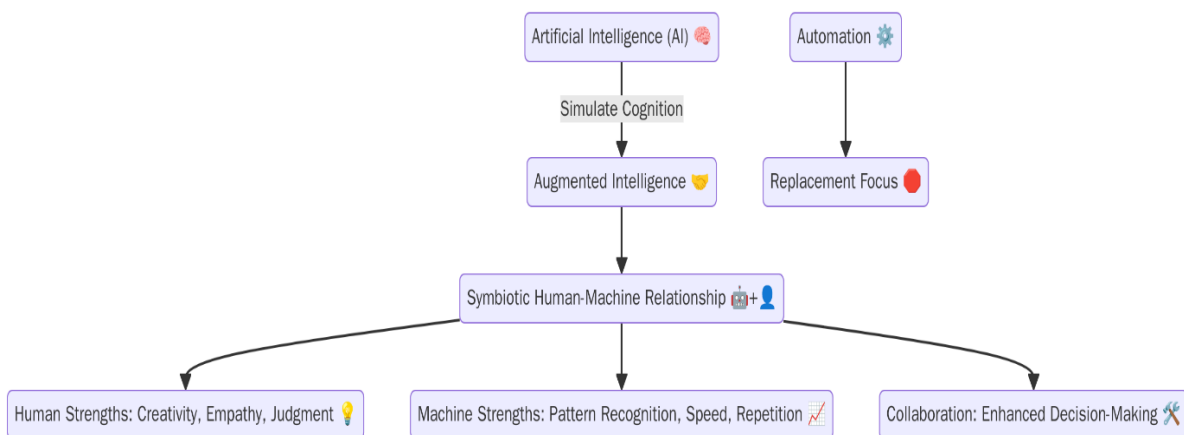 Artificial Intelligence (AI) 🧠
Automation ⚙️
Simulate Cognition
Augmented Intelligence 🤝
Replacement Focus 🛑
Symbiotic Human-Machine Relationship 🤖+👤
Human Strengths: Creativity, Empathy, Judgment 💡
Machine Strengths: Pattern Recognition, Speed, Repetition 📈
Collaboration: Enhanced Decision-Making 🛠️